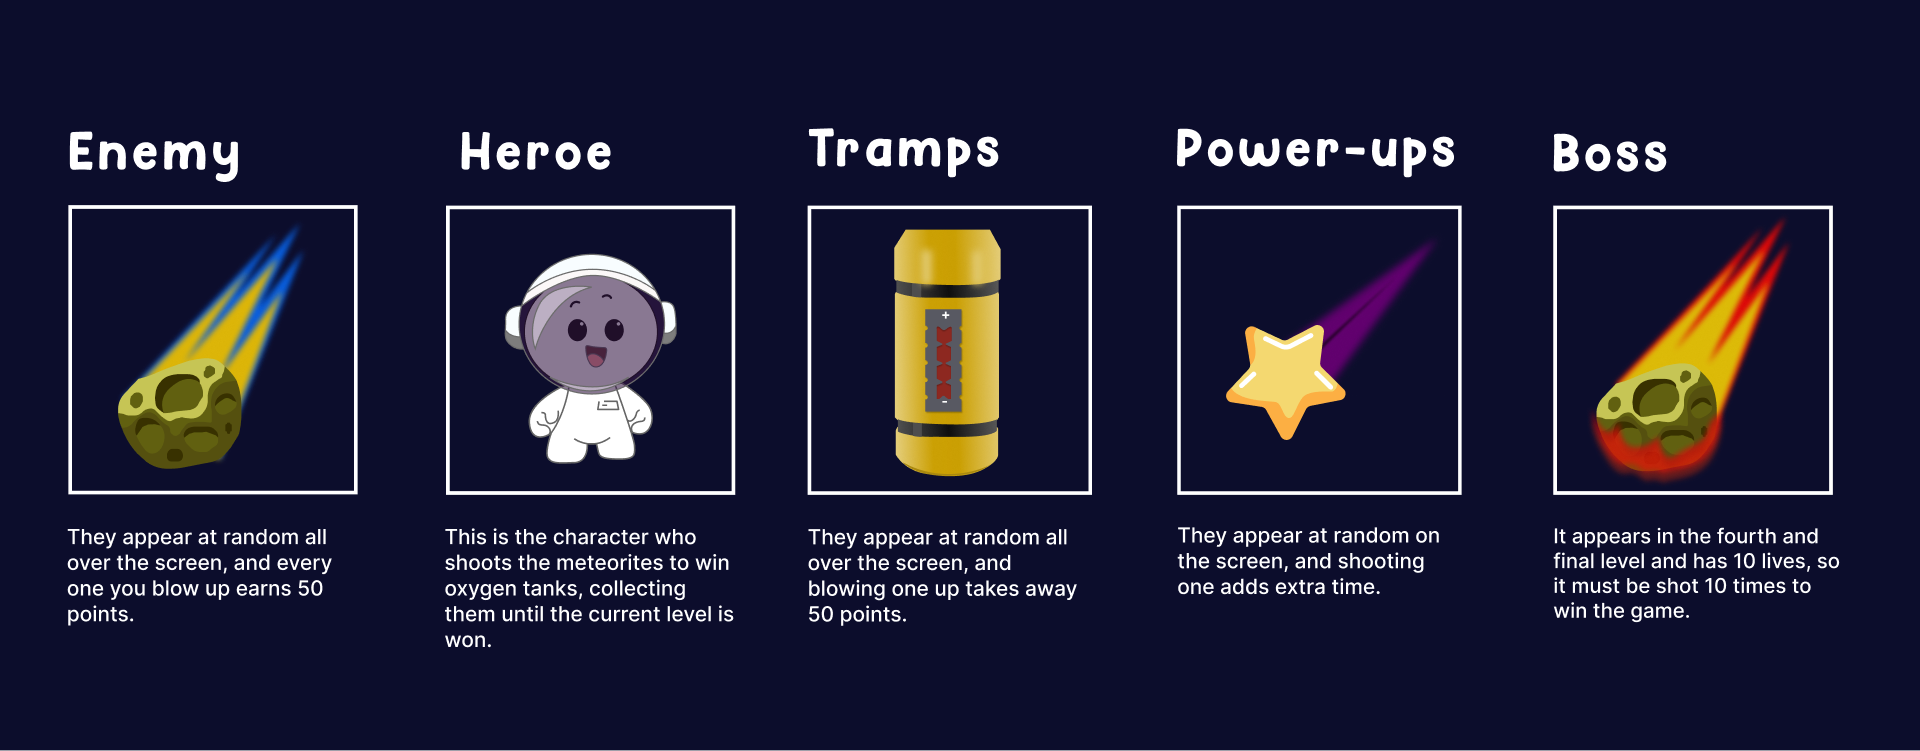 Enemy
They appear at random all
over the screen, and every
one you blow up earns 50
points.
Heroe
This is the character who
shoots the meteorites to win
oxygen tanks, collecting
them until the current level is
won.
Tramps
+
-
They appear at random all
over the screen, and
blowing one up takes away
50 points.
Power-ups
They appear at random on
the screen, and shooting
one adds extra time.
Boss
It appears in the fourth and
final level and has 10 lives, so
it must be shot 10 times to
win the game.